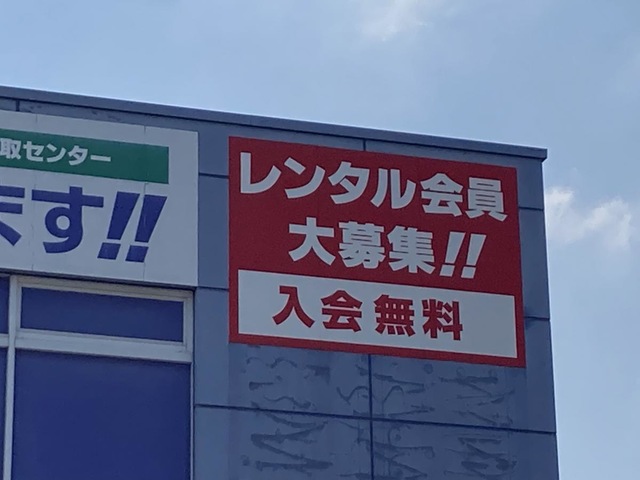 取センター
ます!!
レンタル会員
大募集!!
入会無料